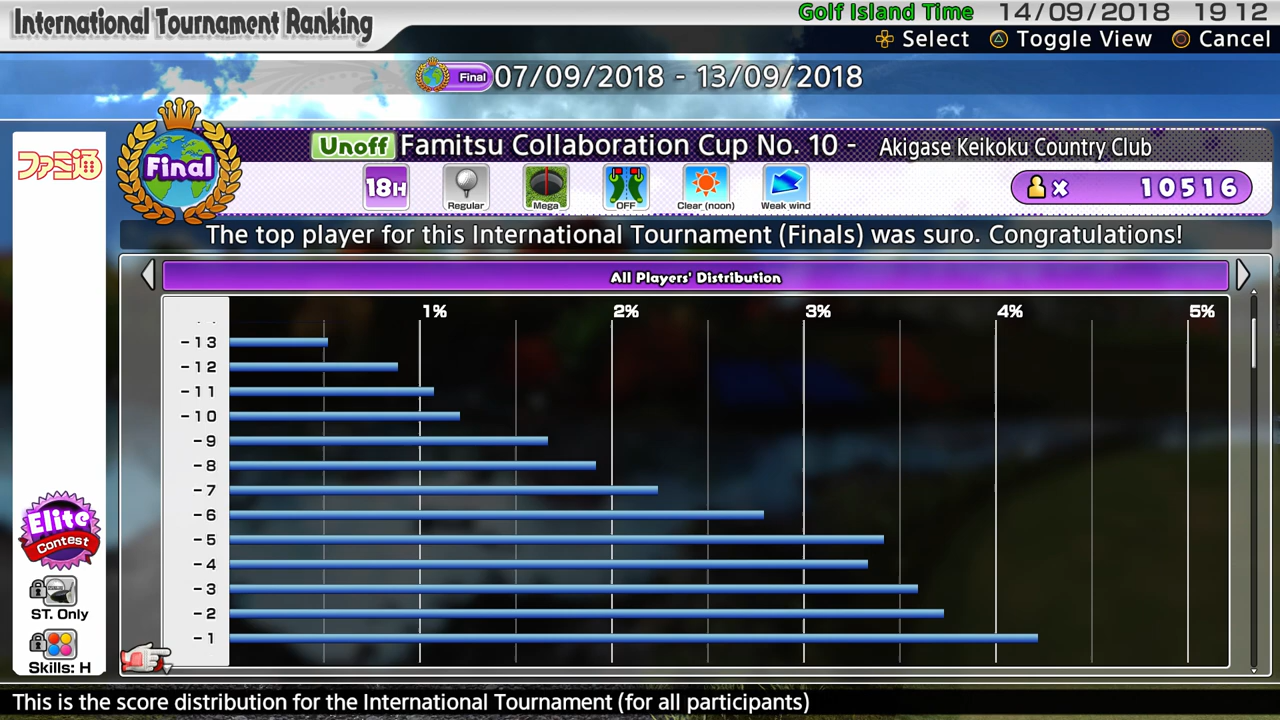 International Tournament Ranking
Golf Island Time 14/09/2018 19 12
Select Toggle View Cancel
Final 07/09/2018 - 13/09/2018
ファミ通
Final
Unoff Famitsu Collaboration Cup No. 10 - Akigase Keikoku Country Club
18H
Regular
Mega
OFF
Clear (noon)
Weak wind
x 10516
The top player for this International Tournament (Finals) was suro. Congratulations!
All Players' Distribution
1% 2% 3% 4% 5%
-13
-12
-11
-10
-9
-8
-7
-6
-5
-4
-3
-2
-1
Elite
Contest
ST. Only
Skills: H
This is the score distribution for the International Tournament (for all participants)